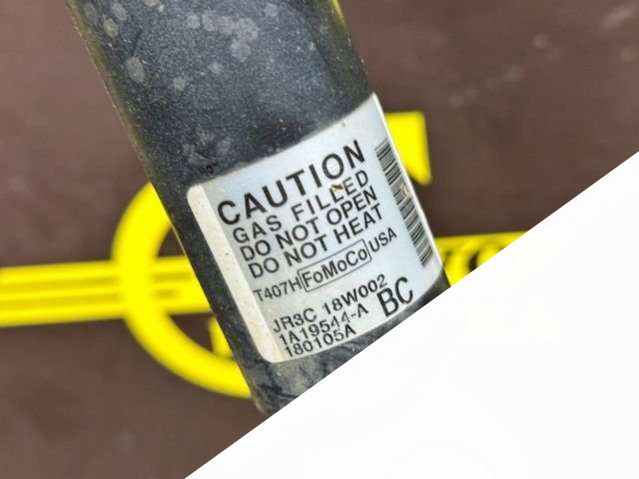 CAUTION
GAS FILLED
DO NOT OPEN
DO NOT HEAT
T407H FoMoCo USA
JR3C 18W002
1A19544-A BC
180105A